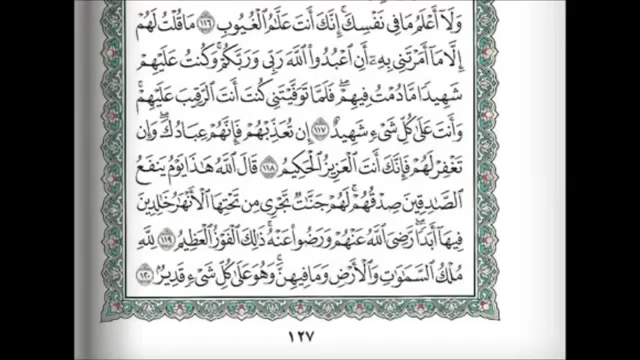 وَلَآ أَعْلَمُ مَا فِى نَفْسِكَ ۚ إِنَّكَ أَنتَ عَلَّـٰمُ ٱلْغُيُوبِ ١١٦ مَا قُلْتُ لَهُمْ
إِلَّا مَآ أَمَرْتَنِى بِهِۦٓ أَنِ ٱعْبُدُوا۟ ٱللَّهَ رَبِّى وَرَبَّكُمْ ۚ وَكُنتُ عَلَيْهِمْ
شَهِيدًا مَّا دُمْتُ فِيهِمْ ۖ فَلَمَّا تَوَفَّيْتَنِى كُنتَ أَنتَ ٱلرَّقِيبَ عَلَيْهِمْ ۚ
وَأَنتَ عَلَىٰ كُلِّ شَىْءٍ شَهِيدٌ ١١٧ إِن تُعَذِّبْهُمْ فَإِنَّهُمْ عِبَادُكَ ۖ وَإِن
تَغْفِرْ لَهُمْ فَإِنَّكَ أَنتَ ٱلْعَزِيزُ ٱلْحَكِيمُ ١١٨ قَالَ ٱللَّهُ هَـٰذَا يَوْمُ يَنفَعُ
ٱلصَّـٰدِقِينَ صِدْقُهُمْ ۚ لَهُمْ جَنَّـٰتٌ تَجْرِى مِن تَحْتِهَا ٱلْأَنْهَـٰرُ خَـٰلِدِينَ
فِيهَآ أَبَدًا ۚ رَّضِىَ ٱللَّهُ عَنْهُمْ وَرَضُوا۟ عَنْهُ ۚ ذَٰلِكَ ٱلْفَوْزُ ٱلْعَظِيمُ ١١٩ لِلَّهِ
مُلْكُ ٱلسَّمَـٰوَٰتِ وَٱلْأَرْضِ وَمَا فِيهِنَّ ۚ وَهُوَ عَلَىٰ كُلِّ شَىْءٍ قَدِيرٌۢ ١٢٠
١٢٧